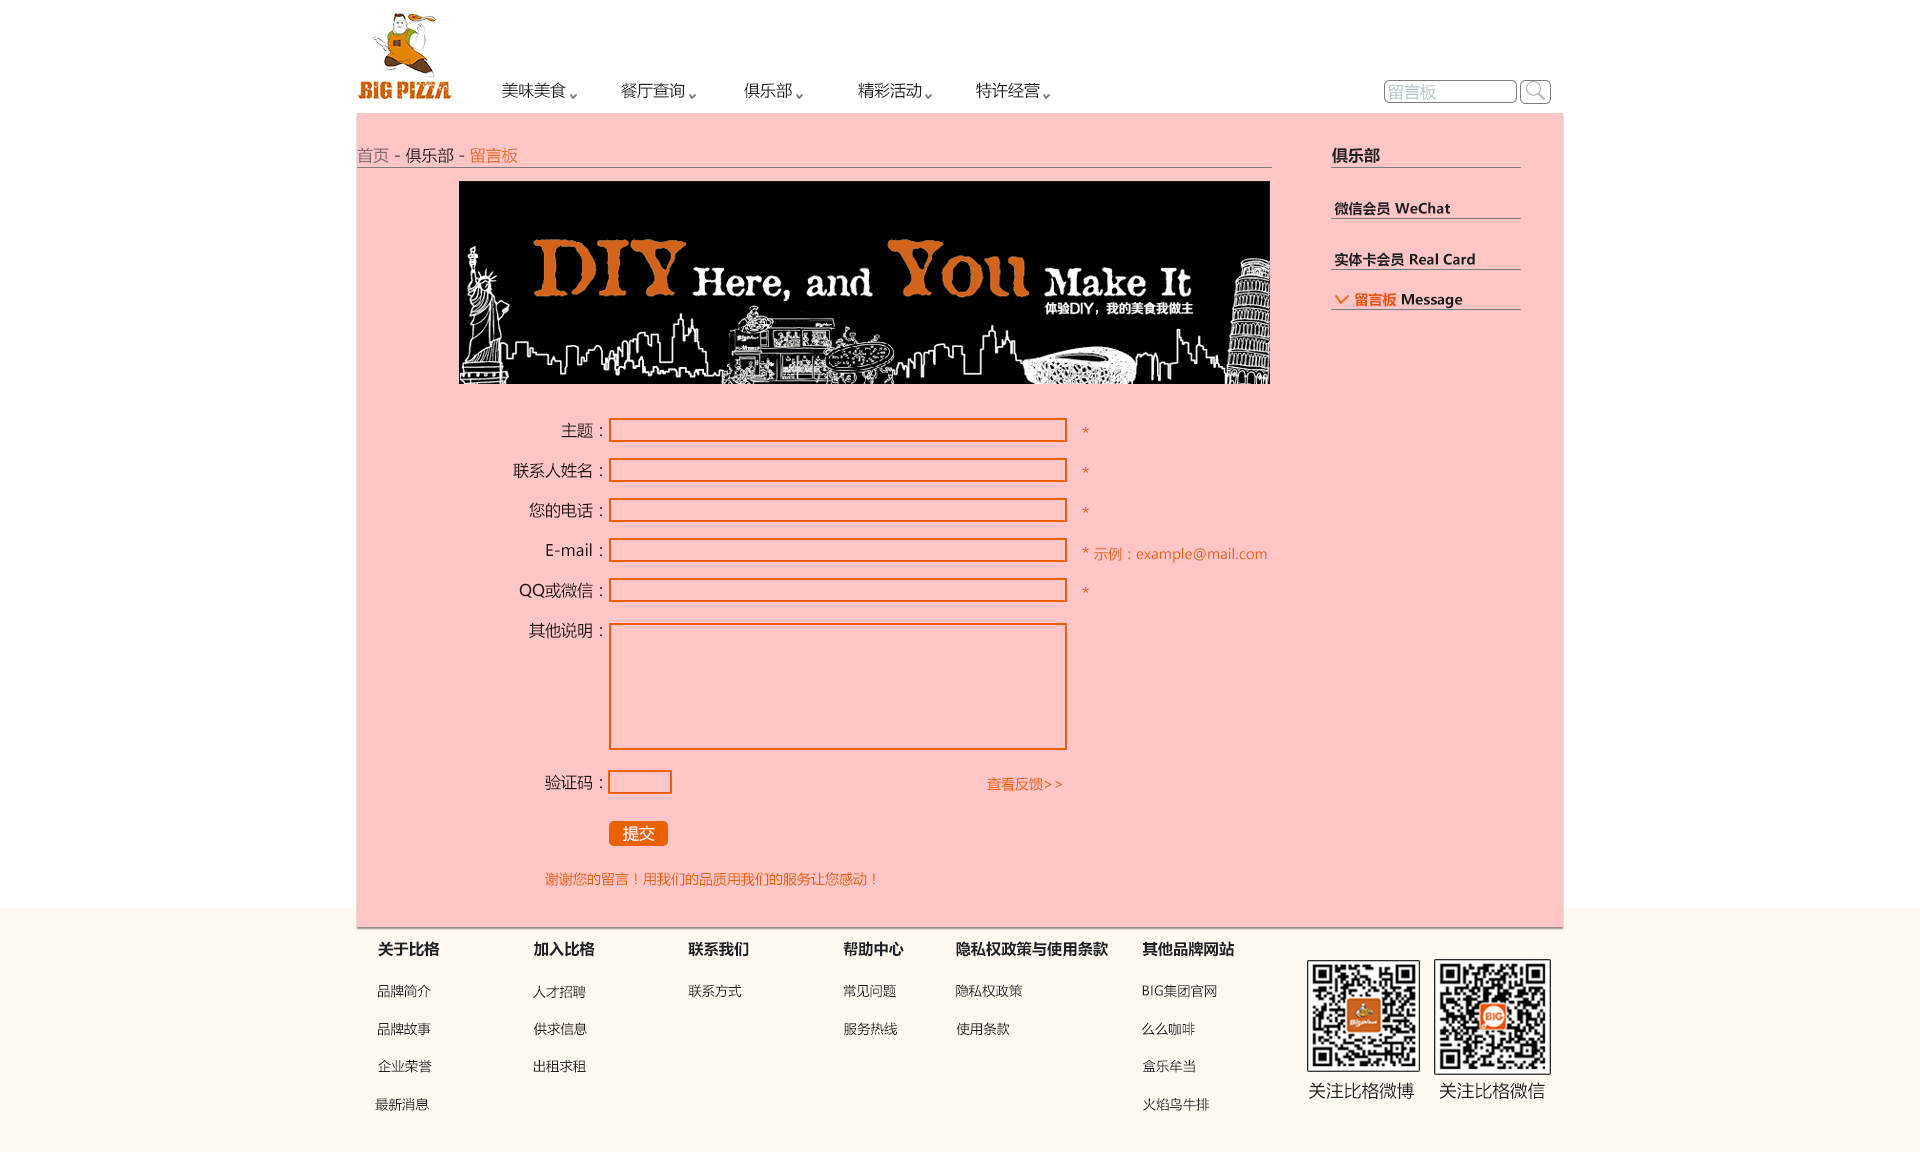 BIG PIZZA
美味美食
餐厅查询
俱乐部
精彩活动
特许经营
留言板
首页 - 俱乐部 - 留言板
俱乐部
微信会员 WeChat
实体卡会员 Real Card
留言板 Message
DIY Here, and You Make It
体验DIY，我的美食我做主
主题：
*
联系人姓名：
*
您的电话：
*
E-mail：
* 示例：example@mail.com
QQ或微信：
*
其他说明：
验证码：
查看反馈>>
提交
谢谢您的留言！用我们的品质用我们的服务让您感动！
关于比格
品牌简介
品牌故事
企业荣誉
最新消息
加入比格
人才招聘
供求信息
出租求租
联系我们
联系方式
帮助中心
常见问题
服务热线
隐私权政策与使用条款
隐私权政策
使用条款
其他品牌网站
BIG集团官网
么么咖啡
盒乐牟当
火焰鸟牛排
BIG
关注比格微博
关注比格微信